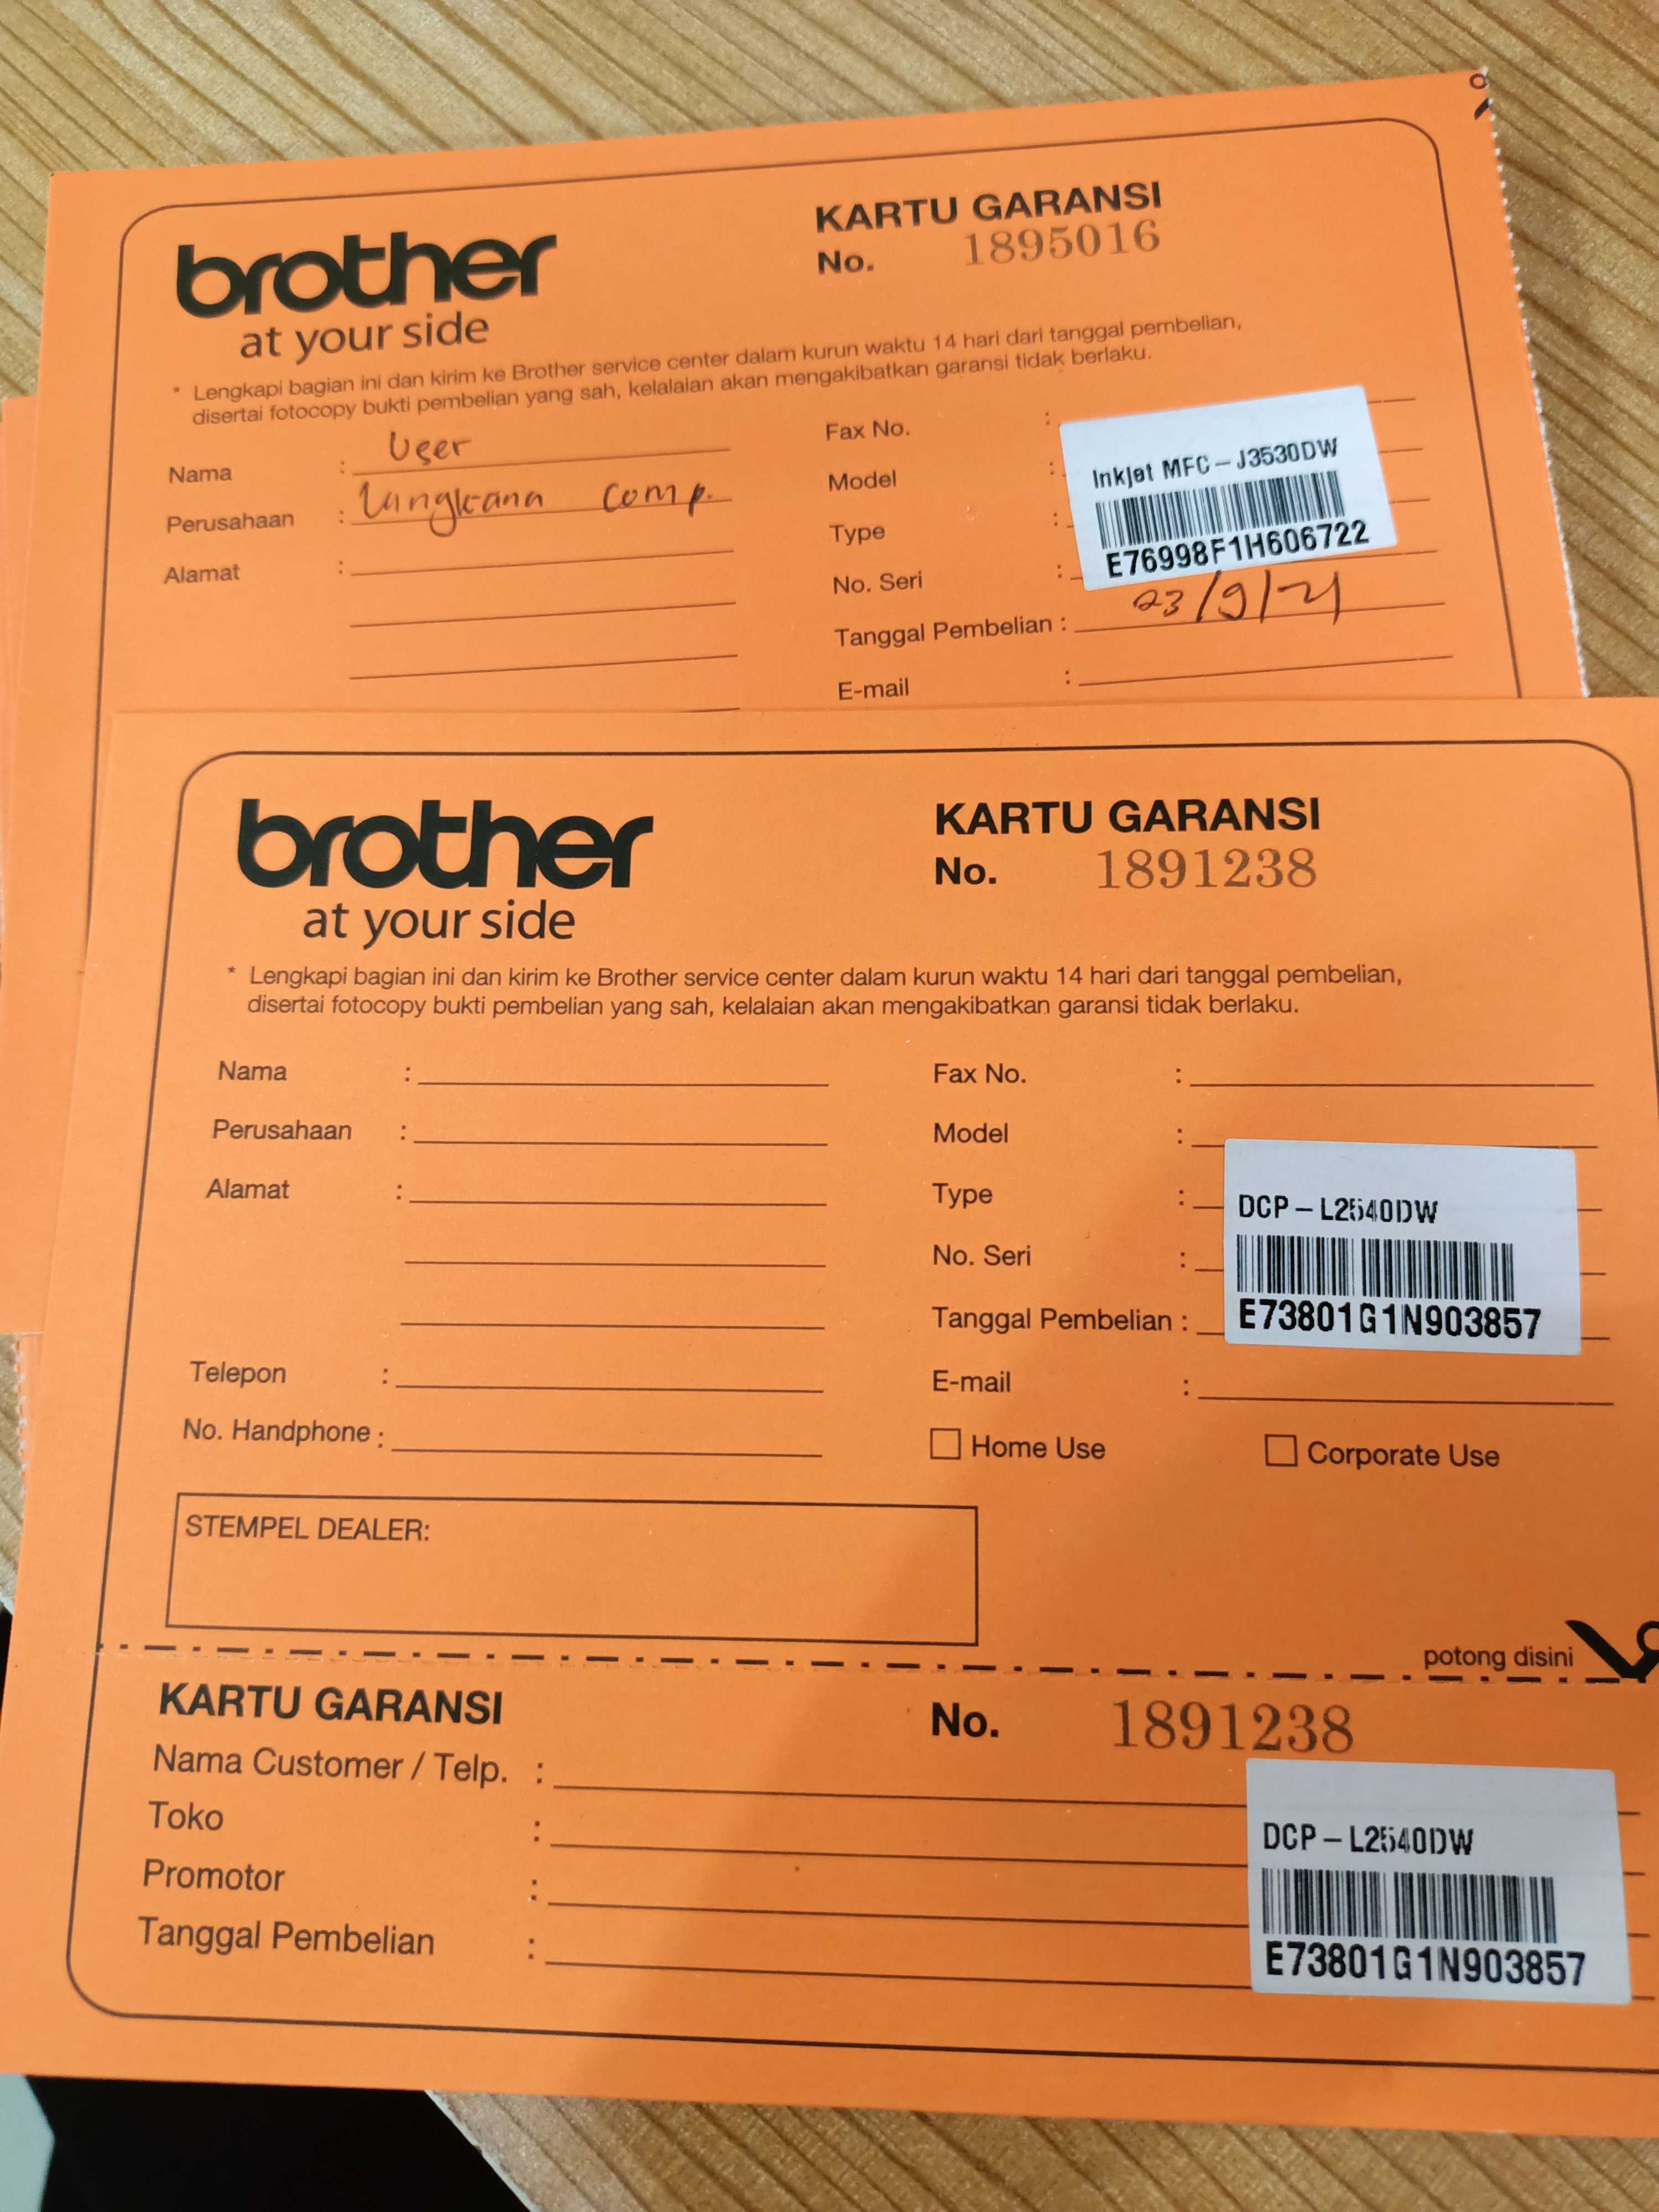 brother
at your side
KARTU GARANSI
No. 1895016
* Lengkapi bagian ini dan kirim ke Brother service center dalam kurun waktu 14 hari dari tanggal pembelian,
disertai fotocopy bukti pembelian yang sah, kelalaian akan mengakibatkan garansi tidak berlaku.
Nama : User
Perusahaan : Langkana Comp.
Alamat :
Fax No. :
Model :
Type :
No. Seri :
InkJet MFC-J3530DW
E76998F1H606722
Tanggal Pembelian : 23/9/21
E-mail :
brother
at your side
KARTU GARANSI
No. 1891238
* Lengkapi bagian ini dan kirim ke Brother service center dalam kurun waktu 14 hari dari tanggal pembelian,
disertai fotocopy bukti pembelian yang sah, kelalaian akan mengakibatkan garansi tidak berlaku.
Nama :
Perusahaan :
Alamat :
Telepon :
No. Handphone :
Fax No. :
Model :
Type :
No. Seri :
Tanggal Pembelian :
DCP-L2540DW
E73801G1N903857
E-mail :
Home Use
Corporate Use
STEMPEL DEALER:
potong disini
KARTU GARANSI
No. 1891238
Nama Customer / Telp. :
Toko :
Promotor :
Tanggal Pembelian :
DCP-L2540DW
E73801G1N903857